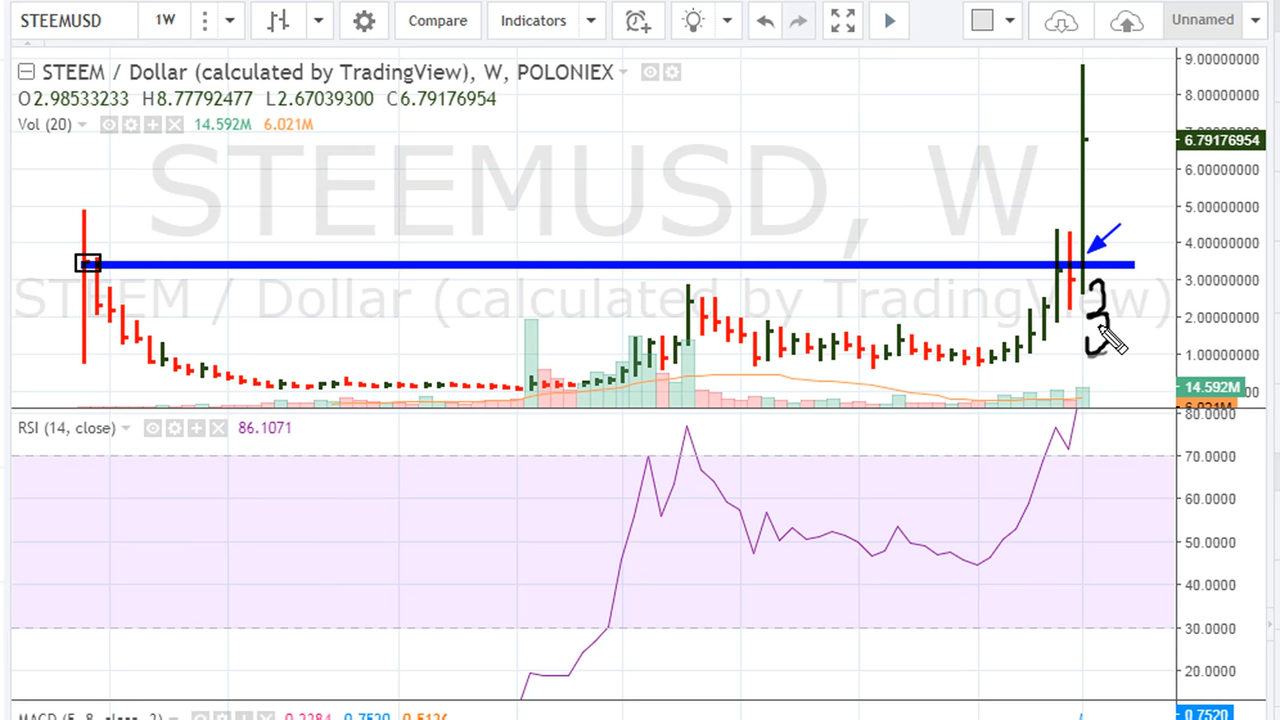 STEEMUSD 1W Compare Indicators Unnamed
STEEM / Dollar (calculated by TradingView), W, POLONIEX
O2.98533233 H8.77792477 L2.67039300 C6.79176954
Vol (20) 14.592M 6.021M
STEEMUSD, W
STEEM / Dollar (calculated by TradingView)
9.00000000
8.00000000
6.79176954
6.00000000
5.00000000
4.00000000
3.00000000
2.00000000
1.00000000
14.592M
RSI (14, close) 86.1071
80.0000
70.0000
60.0000
50.0000
40.0000
30.0000
20.0000
0.7520